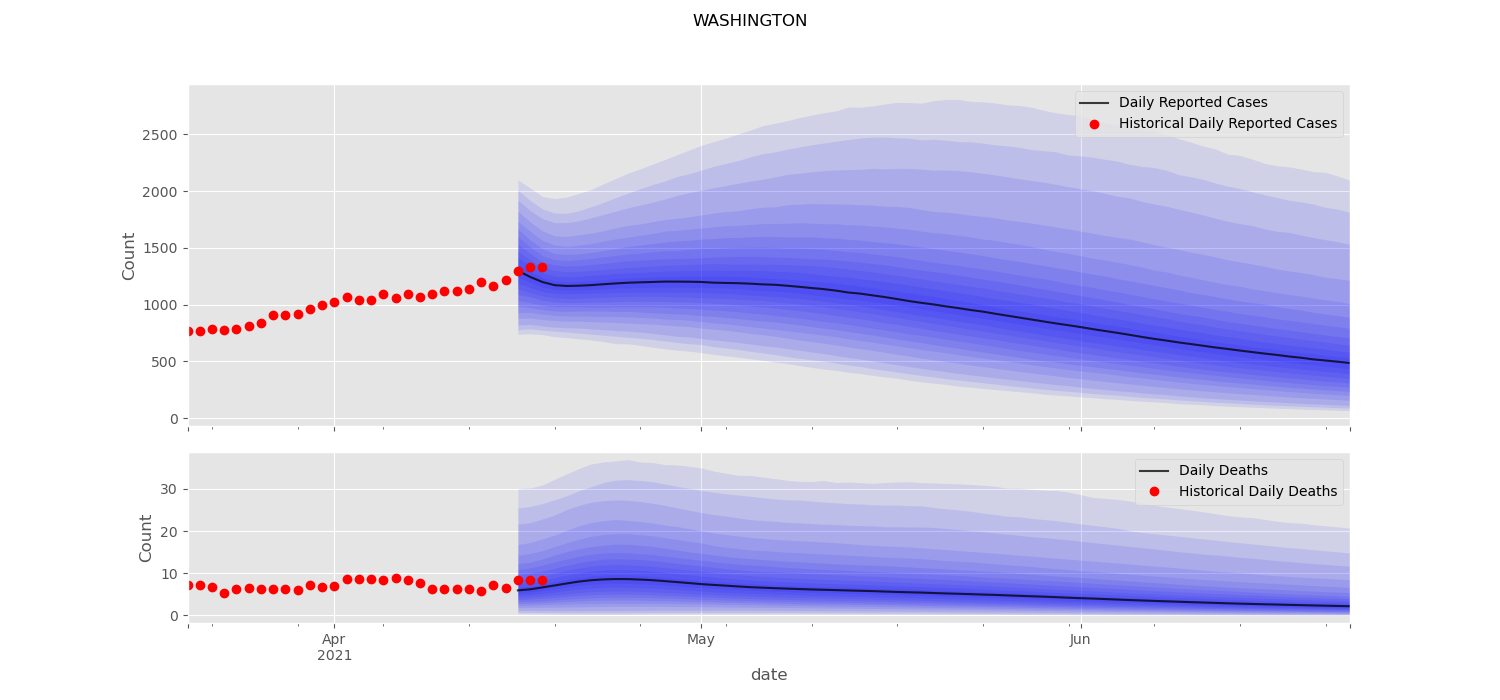 WASHINGTON
Count
2500
2000
1500
1000
500
0
Daily Reported Cases
Historical Daily Reported Cases
Count
30
20
10
0
Daily Deaths
Historical Daily Deaths
Apr
2021
May
Jun
date